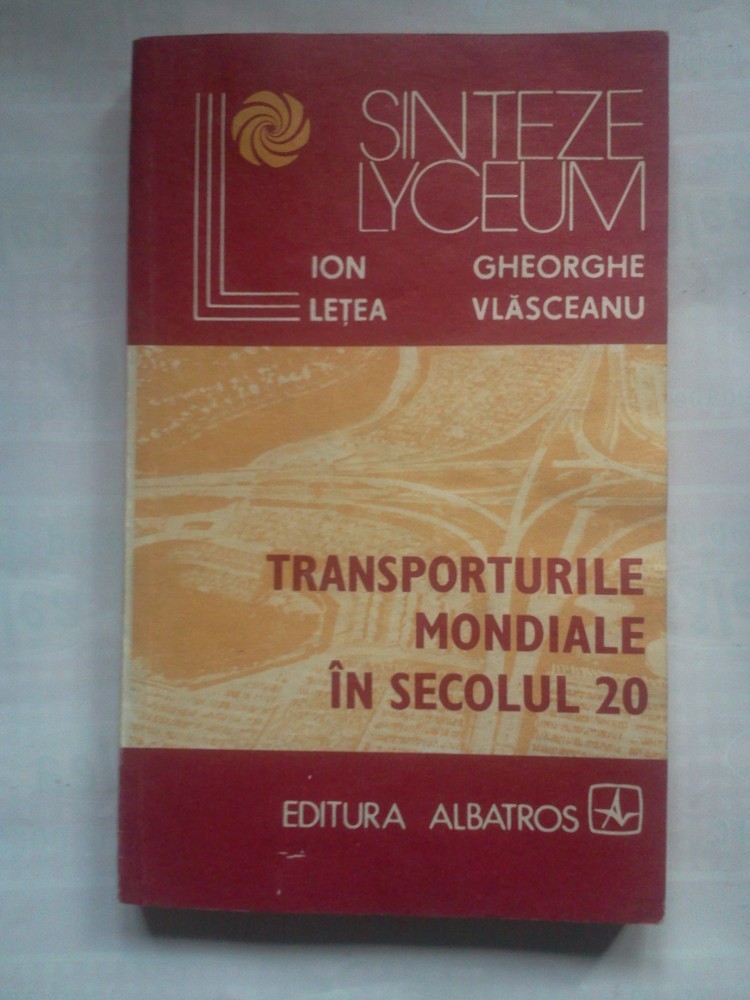 SINTEZE
LYCEUM
ION GHEORGHE
LEȚEA VLĂSCEANU
TRANSPORTURILE
MONDIALE
ÎN SECOLUL 20
EDITURA ALBATROS